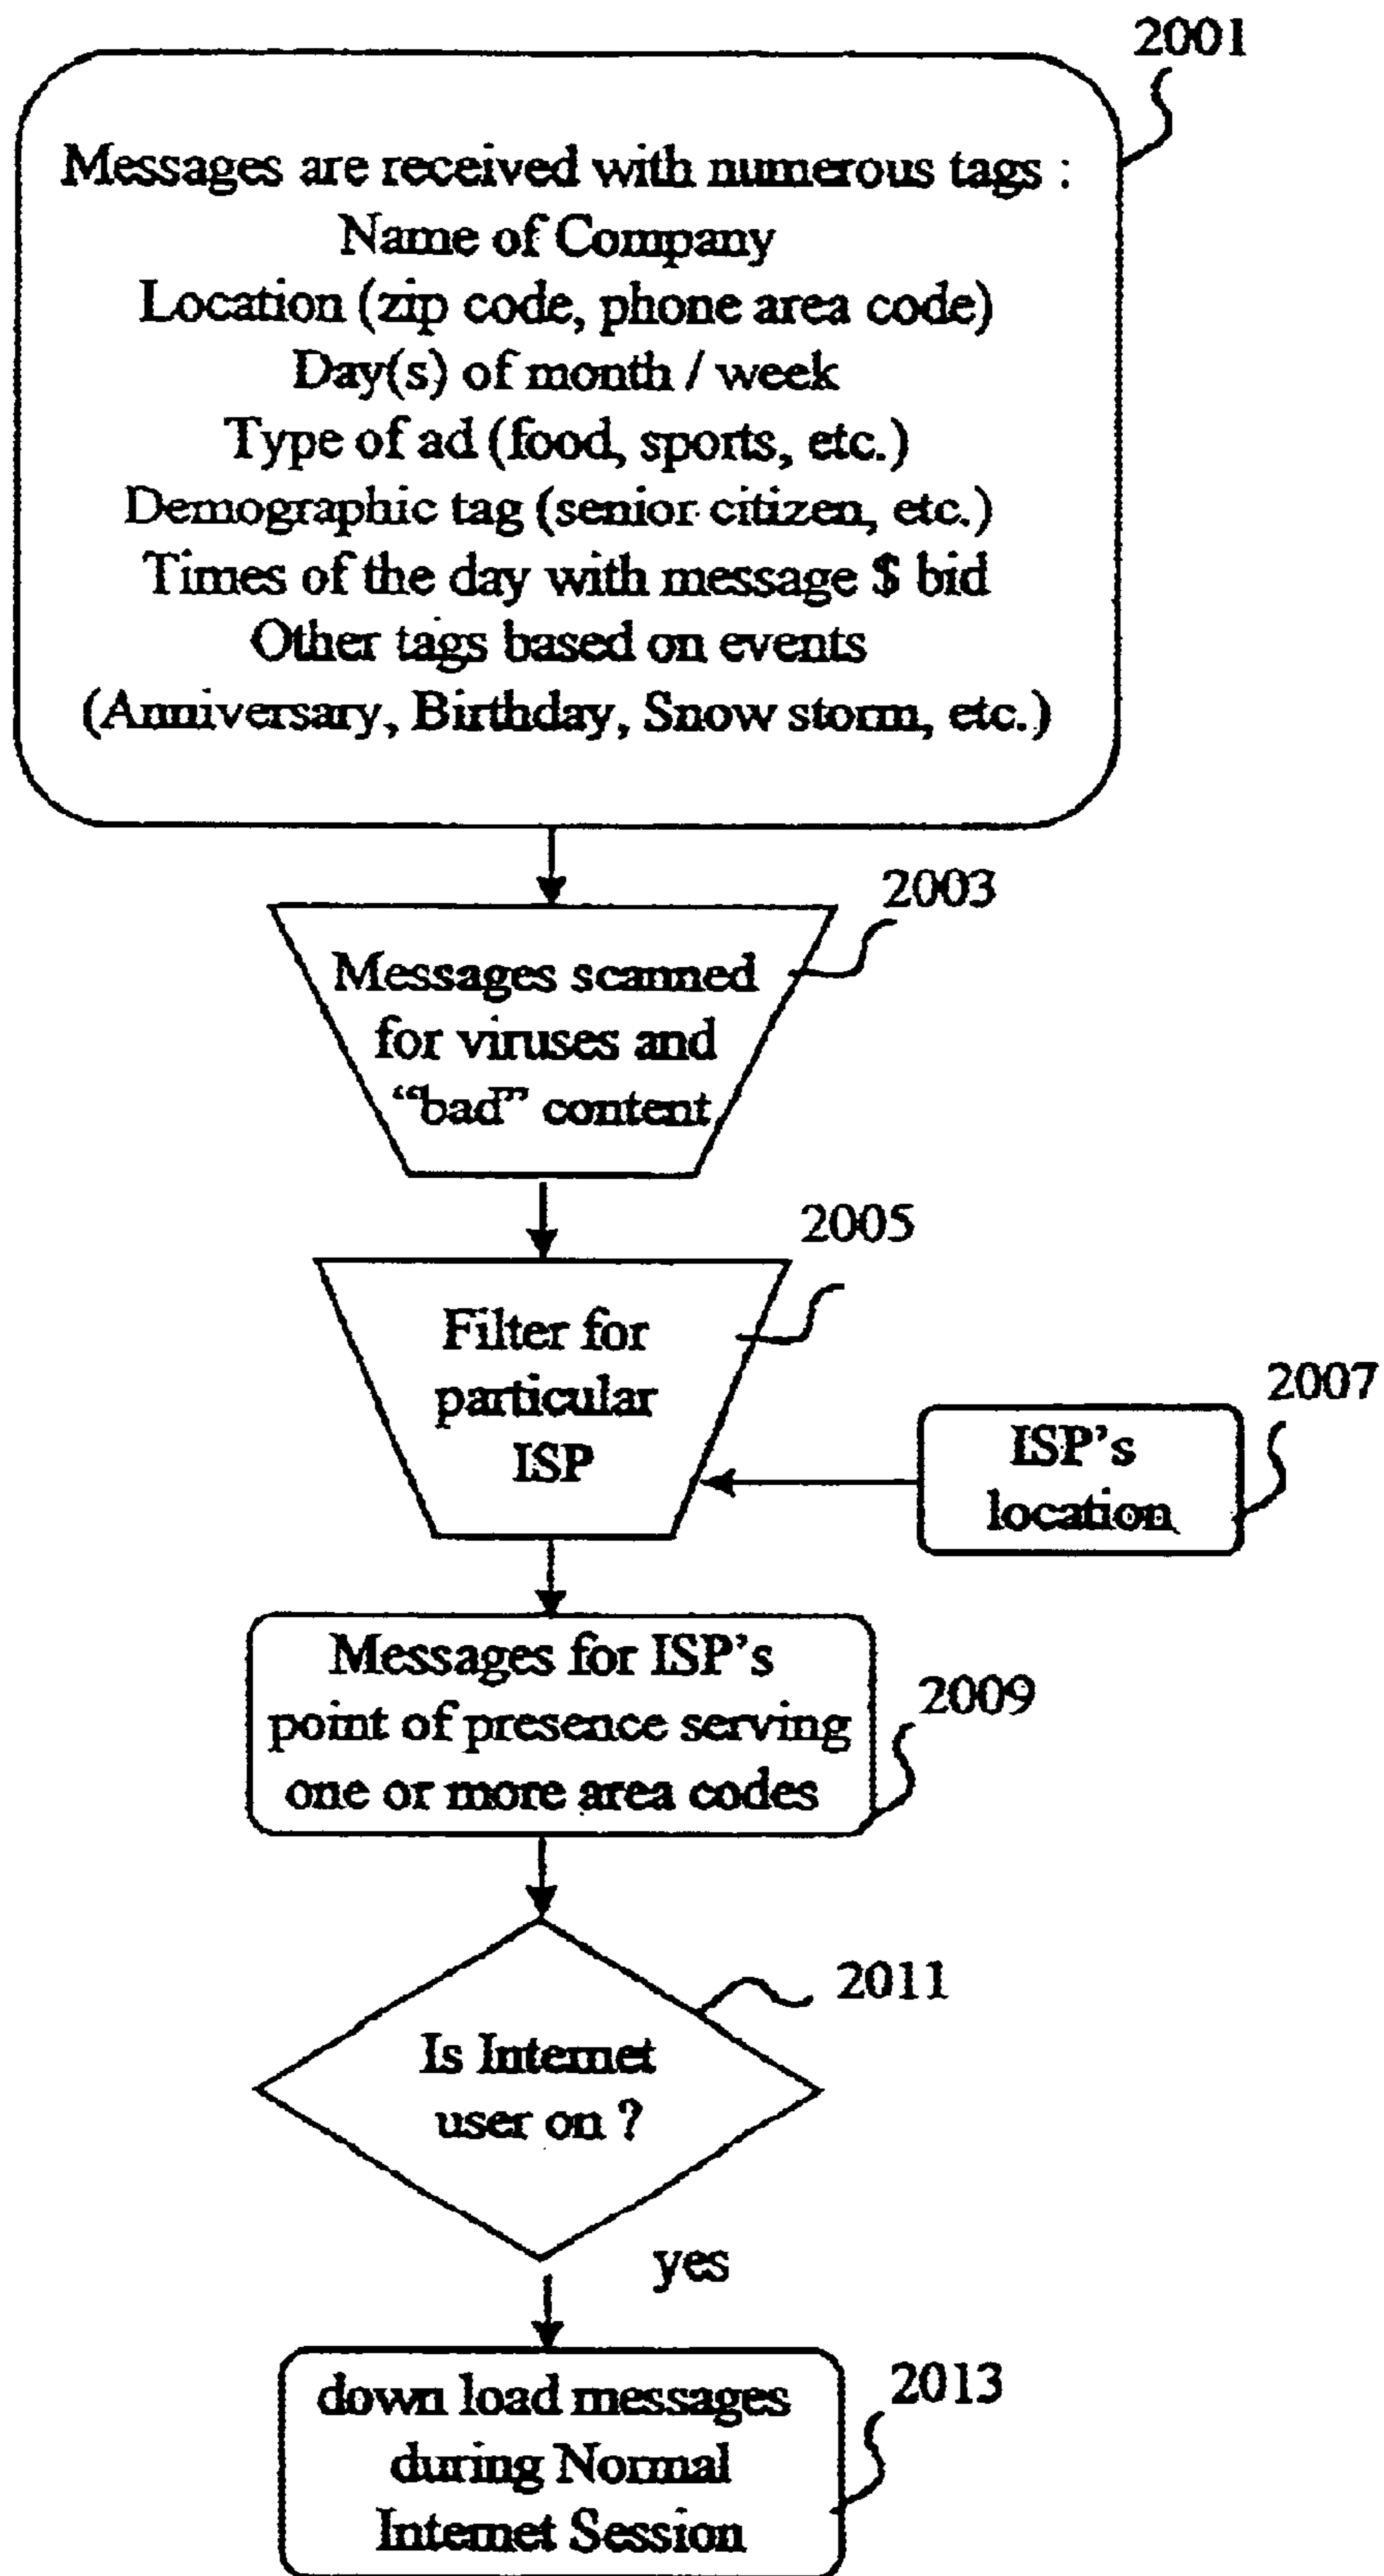 2001
Messages are received with numerous tags :
Name of Company
Location (zip code, phone area code)
Day(s) of month / week
Type of ad (food, sports, etc.)
Demographic tag (senior citizen, etc.)
Times of the day with message $ bid
Other tags based on events
(Anniversary, Birthday, Snow storm, etc.)
2003
Messages scanned
for viruses and
“bad” content
2005
Filter for
particular
ISP
2007
ISP's
location
Messages for ISP's
point of presence serving
one or more area codes
2009
2011
Is Internet
user on ?
yes
down load messages
during Normal
Internet Session
2013